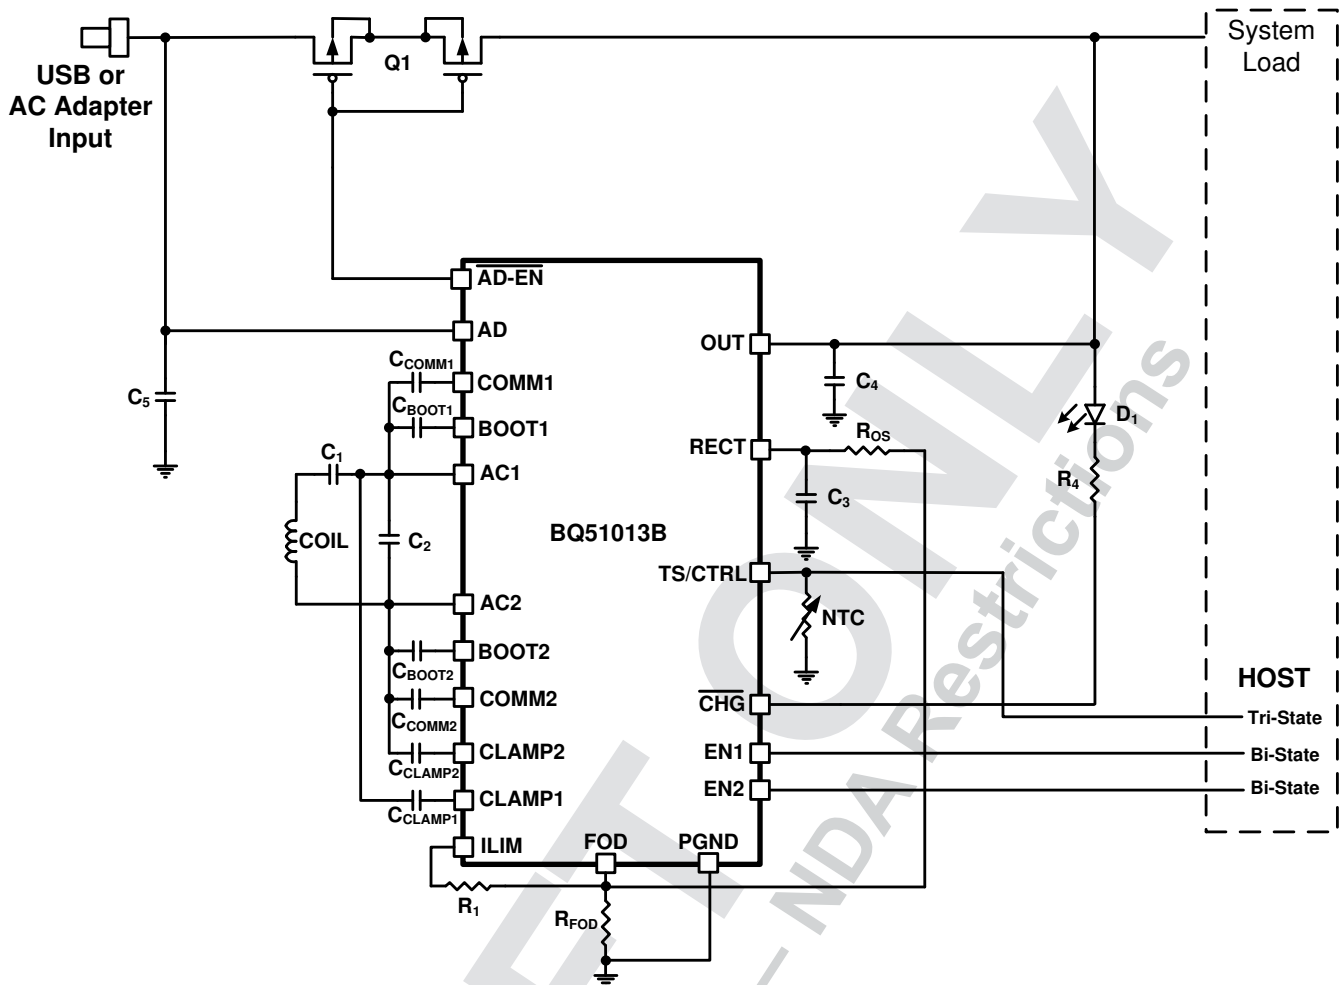 System
Load
USB or
AC Adapter
Input
Q1
AD-EN
AD
OUT
CCOMM1
COMM1
C4
C5
CBOOT1
BOOT1
D1
ROS
RECT
C1
AC1
R4
C3
BQ51013B
COIL
C2
TS/CTRL
NTC
AC2
BOOT2
CBOOT2
HOST
COMM2
CHG
Tri-State
CCOMM2
CLAMP2
EN1
Bi-State
CCLAMP2
EN2
Bi-State
CLAMP1
CCLAMP1
ILIM
FOD
PGND
R1
RFOD
ET ONLY
– NDA Restrictions